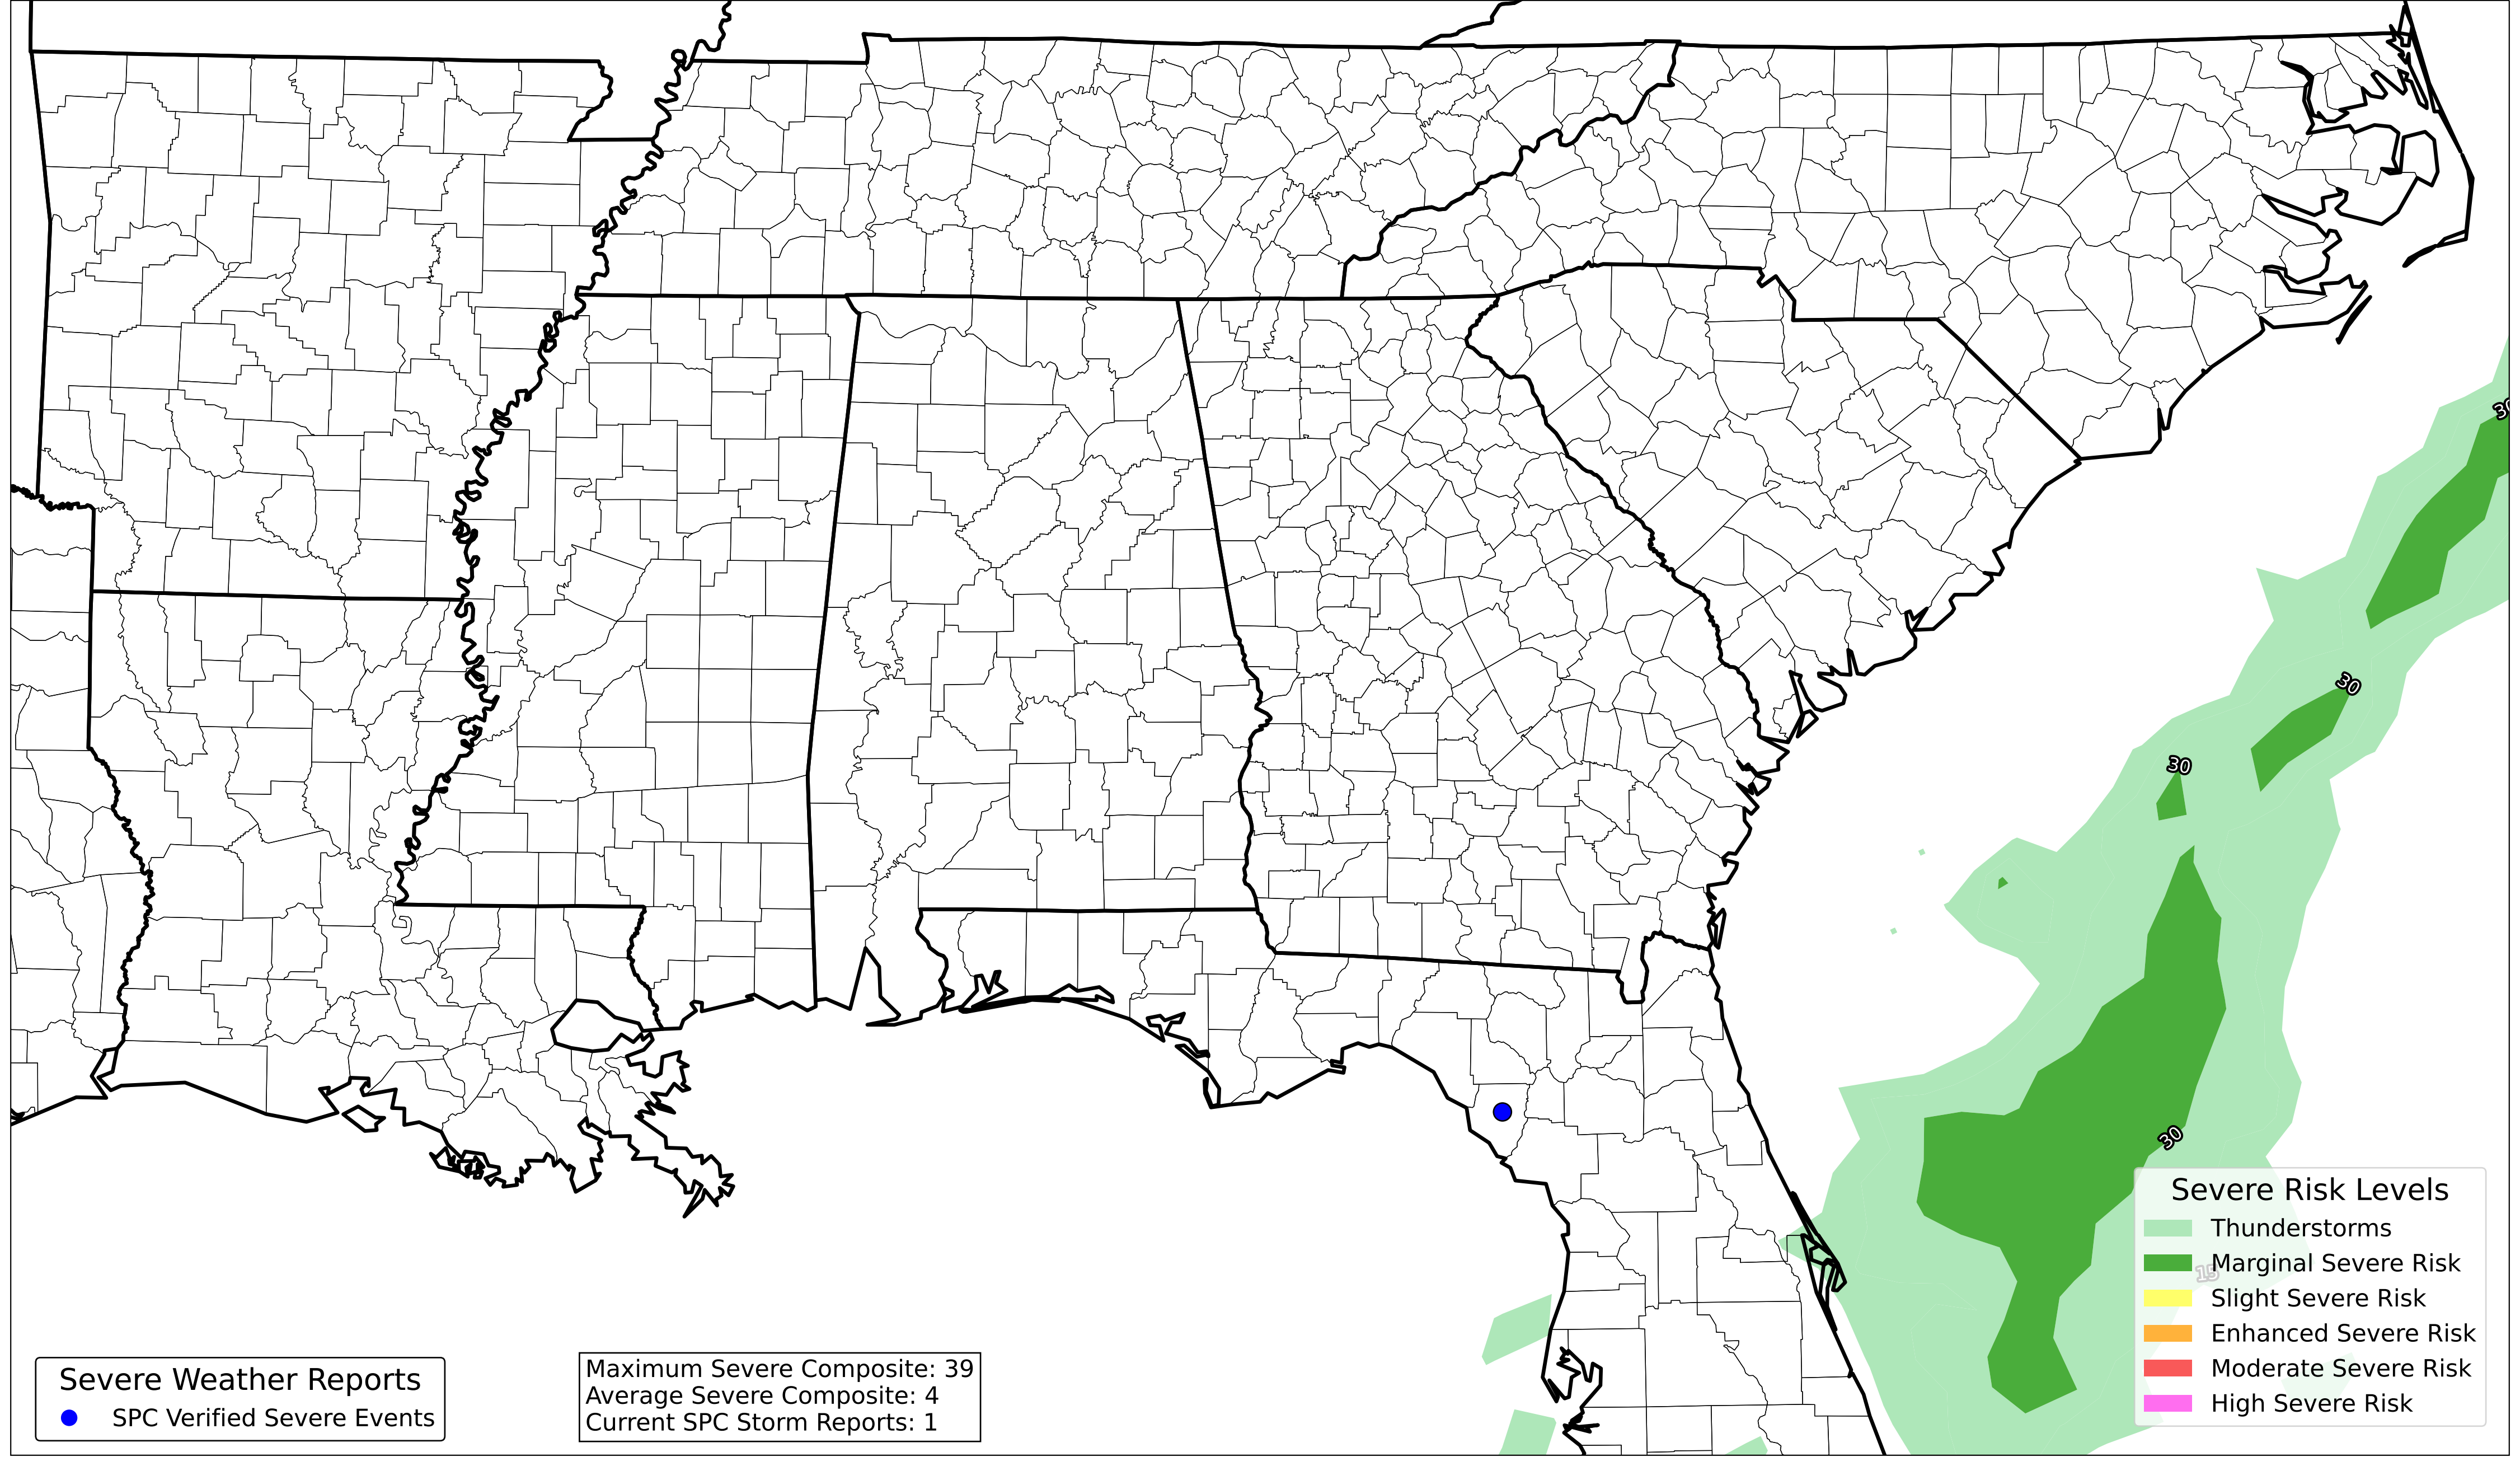 30
30
30
30
Severe Risk Levels
Thunderstorms
Marginal Severe Risk
15
Slight Severe Risk
Enhanced Severe Risk
Moderate Severe Risk
High Severe Risk
Severe Weather Reports
SPC Verified Severe Events
Maximum Severe Composite: 39
Average Severe Composite: 4
Current SPC Storm Reports: 1